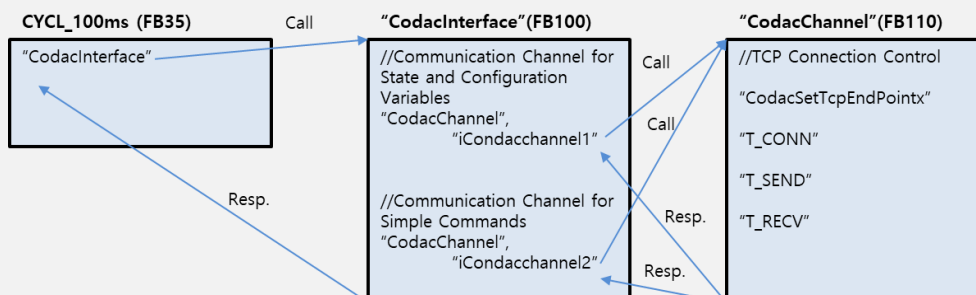 CYCL_100ms (FB35)
Call
“CodacInterface”(FB100)
“CodacChannel”(FB110)
“CodacInterface”
Resp.
//Communication Channel for
State and Configuration
Variables
“CodacChannel”,
“iCondacchannel1”
//Communication Channel for
Simple Commands
“CodacChannel”,
“iCondacchannel2”
Call
Call
Resp.
Resp.
//TCP Connection Control
“CodacSetTcpEndPointx”
“T_CONN”
“T_SEND”
“T_RECV”